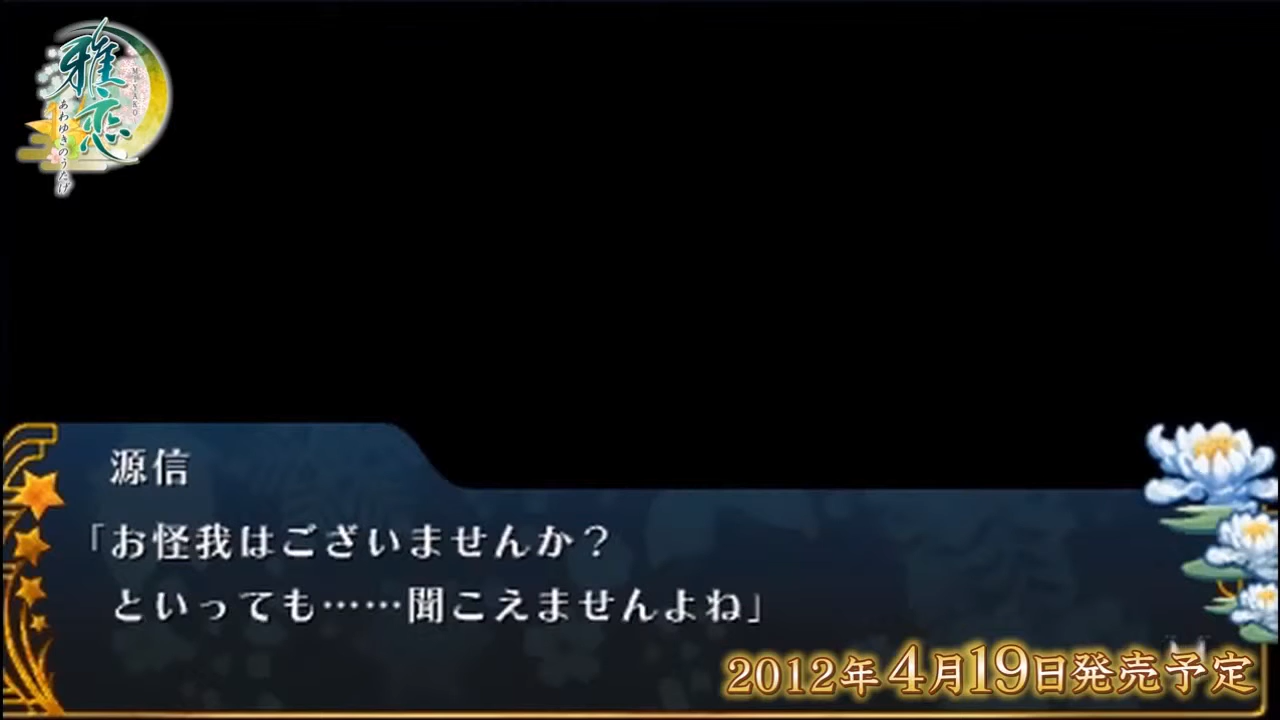 雅恋
MIYAKO
あわゆきのうたげ
源信
「お怪我はございませんか?
といっても……聞こえませんよね」
2012年4月19日発売予定